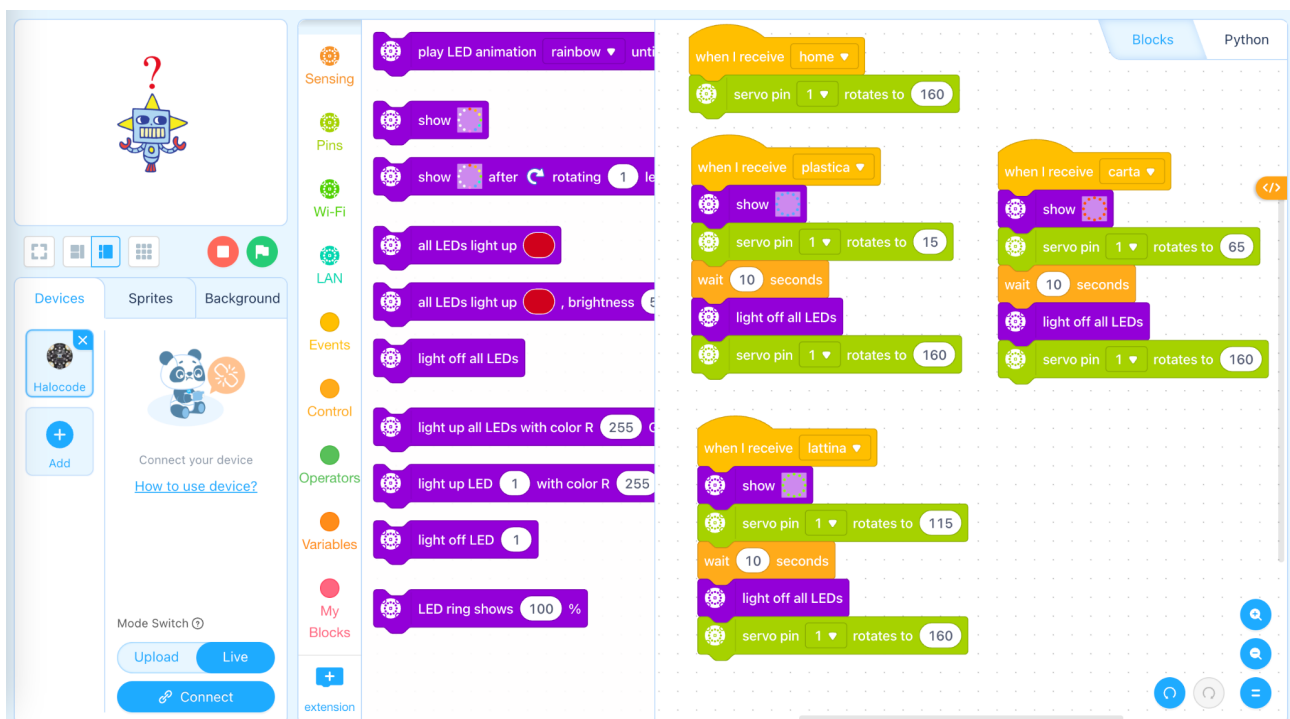 ?
Devices
Sprites
Background
Halocode
Add
Connect your device
How to use device?
Mode Switch ?
Upload
Live
Connect
Sensing
Pins
Wi-Fi
LAN
Events
Control
Operators
Variables
My
Blocks
+
extension
play LED animation rainbow unti
show
show after rotating 1 le
all LEDs light up
all LEDs light up , brightness 5
light off all LEDs
light up all LEDs with color R 255 G
light up LED 1 with color R 255
light off LED 1
LED ring shows 100 %
Blocks
Python
</>
when I receive home
servo pin 1 rotates to 160
when I receive plastica
show
servo pin 1 rotates to 15
wait 10 seconds
light off all LEDs
servo pin 1 rotates to 160
when I receive carta
show
servo pin 1 rotates to 65
wait 10 seconds
light off all LEDs
servo pin 1 rotates to 160
when I receive lattina
show
servo pin 1 rotates to 115
wait 10 seconds
light off all LEDs
servo pin 1 rotates to 160